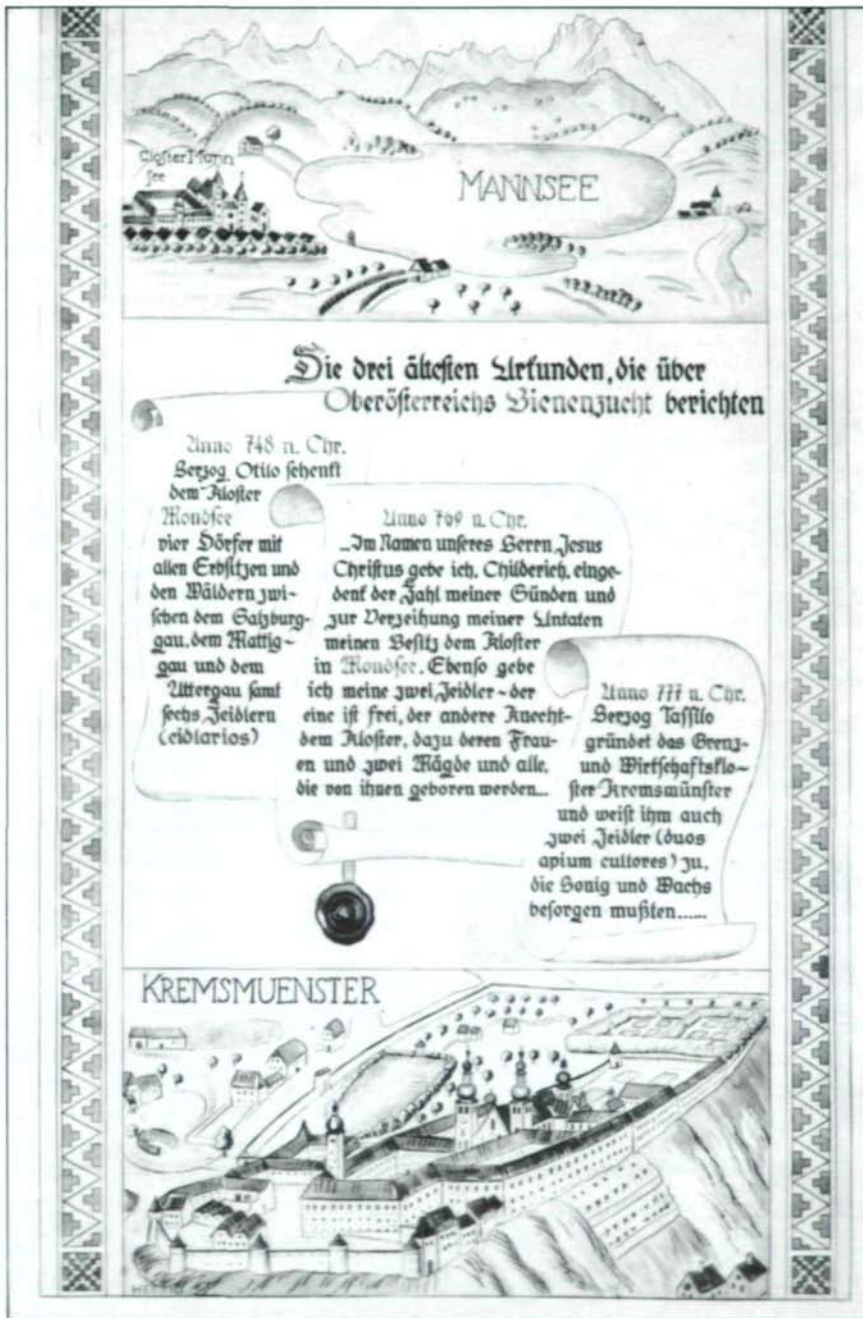 Closter Mann
See
MANNSEE
Die drei ältesten Urkunden, die über
Oberösterreichs Bienenzucht berichten
Anno 748 n. Chr.
Herzog Otilo schenkt
dem Kloster
Mondsee
vier Dörfer mit
allen Erbsitzen und
den Wäldern zwi-
schen dem Salzburg-
gau, dem Mattig-
gau und dem
Attergau samt
sechs Zeidlern
(cidlarios)
Anno 769 n. Chr.
...Im Namen unseres Herrn Jesus
Christus gebe ich, Childerich, einge-
denk der Zahl meiner Sünden und
zur Verzeihung meiner Untaten
meinen Besitz dem Kloster
in Mondsee. Ebenso gebe
ich meine zwei Zeidler - der
eine ist frei, der andere Knecht -
dem Kloster, dazu deren Frau-
en und zwei Mägde und alle,
die von ihnen geboren werden...
Anno 777 n. Chr.
Herzog Tassilo
gründet das Grenz-
und Wirtschaftsklo-
ster Kremsmünster
und weist ihm auch
zwei Zeidler (duos
apium cultores) zu,
die Honig und Wachs
besorgen mußten......
KREMSMUENSTER